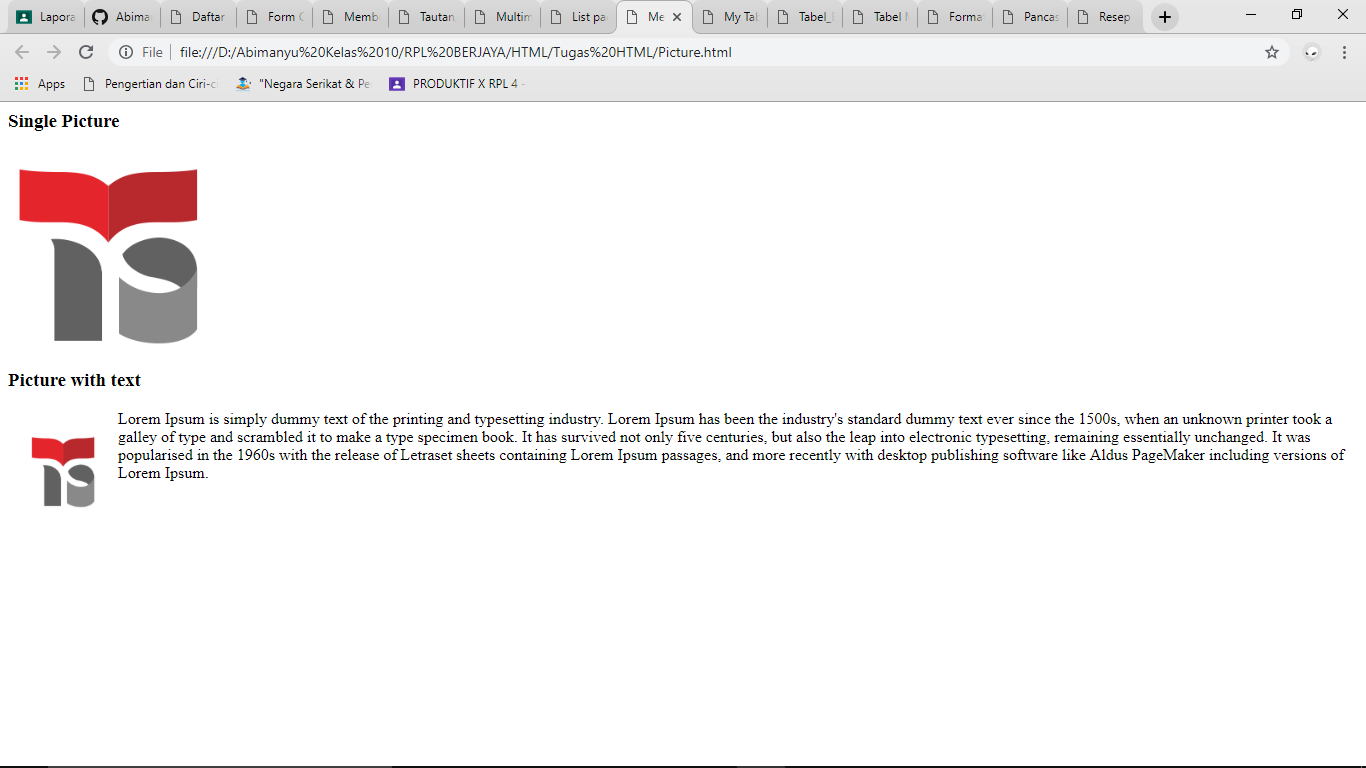 Lapora
Abima
Daftar
Form
Memb
Tautan
Multim
List pa
Me
My Tab
Tabel_
Tabel
Forma
Pancas
Resep
File
file:///D:/Abimanyu%20Kelas%2010/RPL%20BERJAYA/HTML/Tugas%20HTML/Picture.html
Apps
Pengertian dan Ciri-c
"Negara Serikat & Pe
PRODUKTIF X RPL 4 -
Single Picture
Picture with text
Lorem Ipsum is simply dummy text of the printing and typesetting industry. Lorem Ipsum has been the industry's standard dummy text ever since the 1500s, when an unknown printer took a
galley of type and scrambled it to make a type specimen book. It has survived not only five centuries, but also the leap into electronic typesetting, remaining essentially unchanged. It was
popularised in the 1960s with the release of Letraset sheets containing Lorem Ipsum passages, and more recently with desktop publishing software like Aldus PageMaker including versions of
Lorem Ipsum.